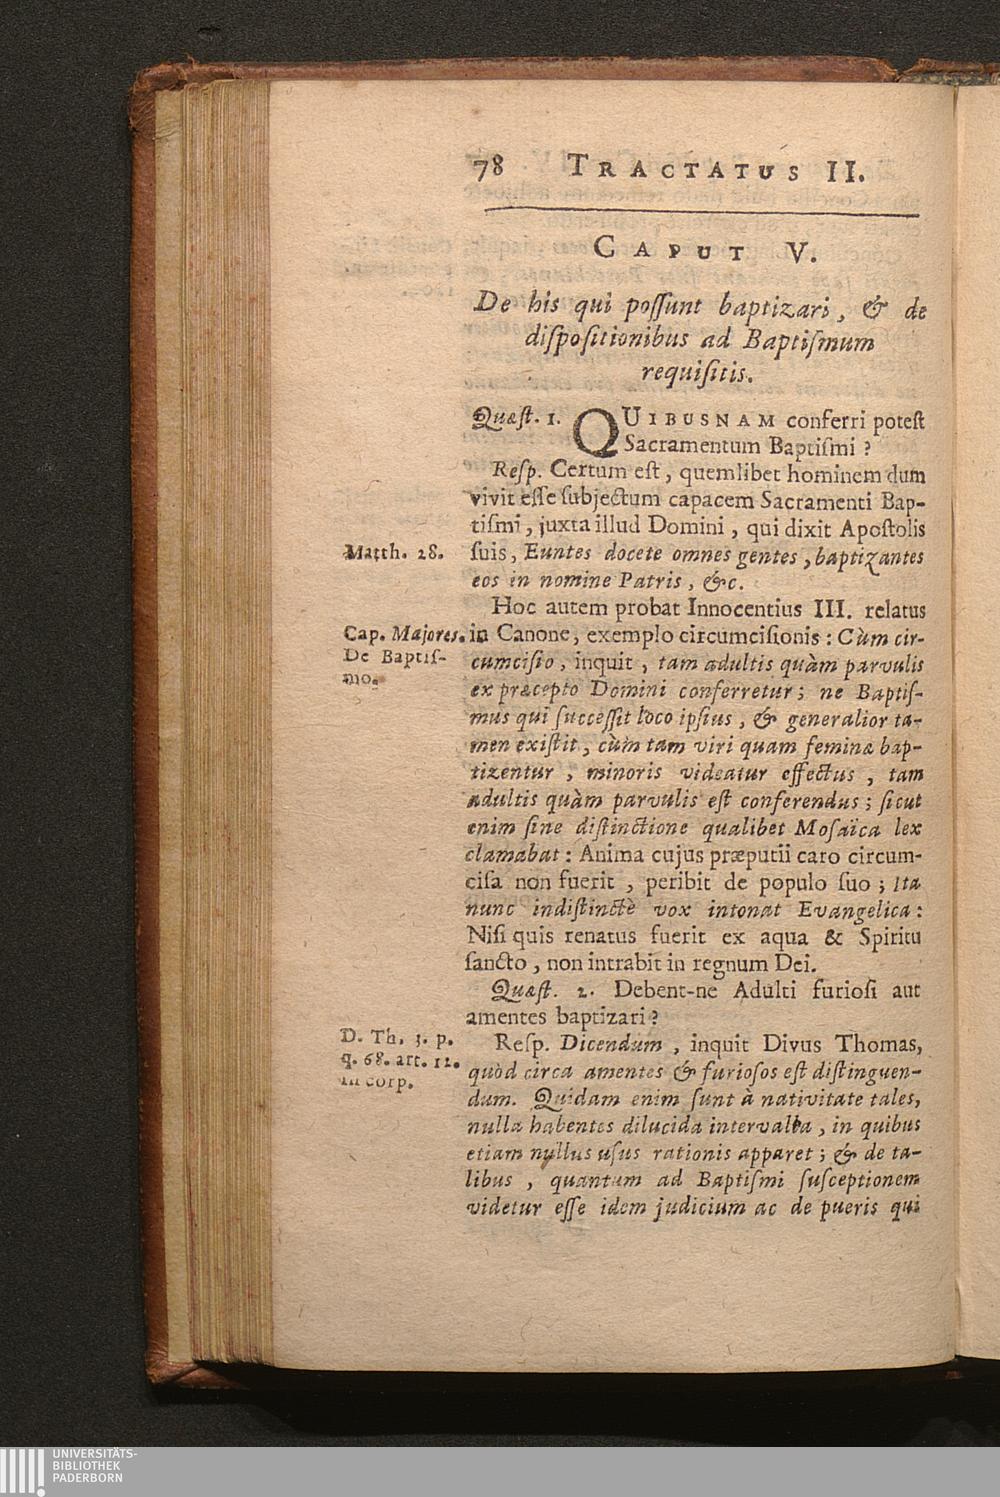 78 TRACTATUS II.
CAPUT V.
De his qui poſſunt baptizari, & de
diſpoſitionibus ad Baptiſmum
requiſitis.
Quæſt. 1. QUIBUSNAM conferri poteſt
Sacramentum Baptiſmi ?
Reſp. Certum eſt, quemlibet hominem dum
vivit eſſe ſubjectum capacem Sacramenti Bap-
tiſmi, juxta illud Domini, qui dixit Apoſtolis
Matth. 28. ſuis, Euntes docete omnes gentes, baptizantes
eos in nomine Patris, &c.
Hoc autem probat Innocentius III. relatus
Cap. Majores. in Canone, exemplo circumciſionis : Cùm cir-
De Baptiſ- cumciſio, inquit, tam adultis quàm parvulis
mo. ex præcepto Domini conferretur; ne Baptiſ-
mus qui ſucceſſit loco ipſius, & generalior ta-
men exiſtit, cùm tam viri quam feminæ bap-
tizentur, minoris videatur effectus, tam
adultis quàm parvulis eſt conferendus; ſicut
enim ſine diſtinctione qualibet Moſaïca lex
clamabat : Anima cujus præputii caro circum-
ciſa non fuerit, peribit de populo ſuo; Ita
nunc indiſtinctè vox intonat Evangelica :
Niſi quis renatus fuerit ex aqua & Spiritu
ſancto, non intrabit in regnum Dei.
Quæſt. 2. Debent-ne Adulti furioſi aut
amentes baptizari ?
D. Th. 3. p. Reſp. Dicendum, inquit Divus Thomas,
q. 68. art. 12. quòd circa amentes & furioſos eſt diſtinguen-
in corp. dum. Quidam enim ſunt à nativitate tales,
nulla habentes dilucida intervalla, in quibus
etiam nullus uſus rationis apparet; & de ta-
libus, quantum ad Baptiſmi ſuſceptionem
videtur eſſe idem judicium ac de pueris qui
UNIVERSITÄTS-
BIBLIOTHEK
PADERBORN